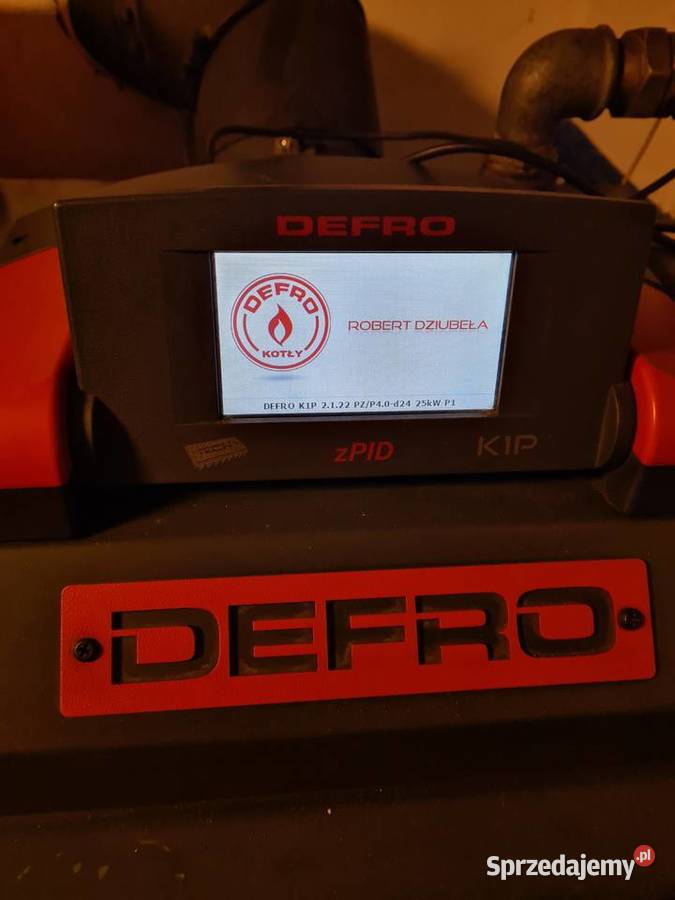 DEFRO
DEFRO
KOTŁY
ROBERT DZIUBEŁA
DEFRO K1P 2.1.22 PZ/P4.0-d24 25kW P1
zPID
K1P
DEFRO
Sprzedajemy.pl